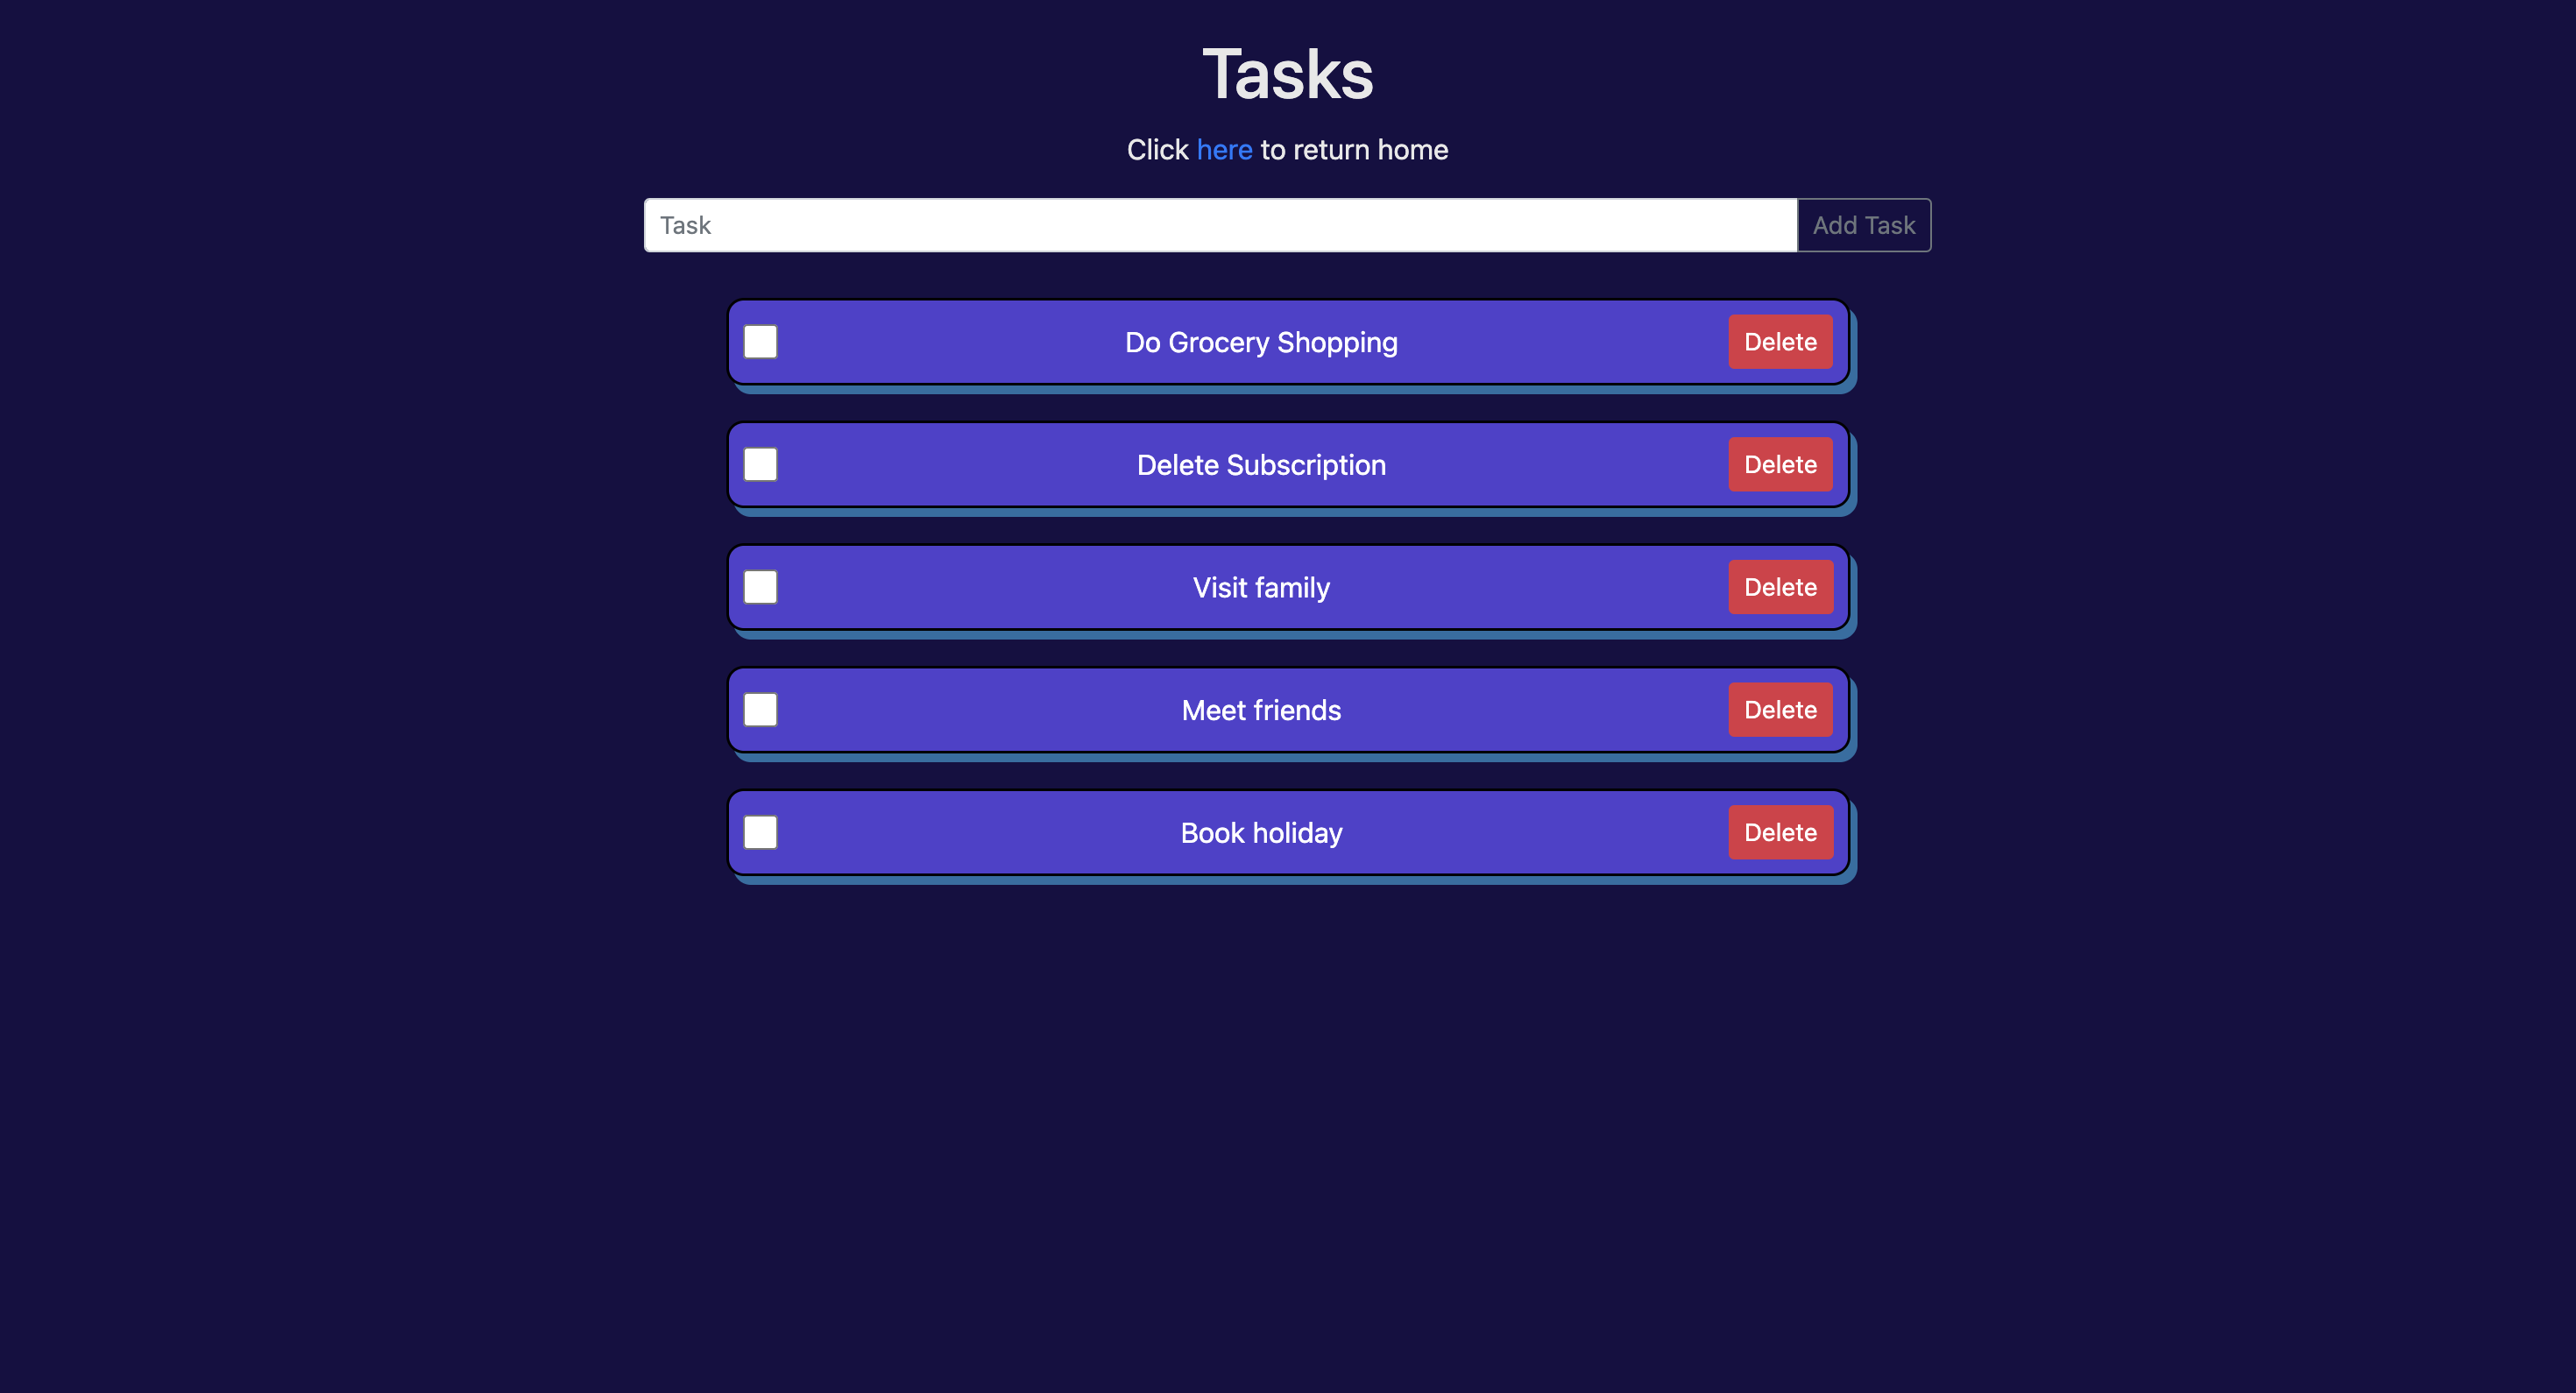 Tasks
Click here to return home
Task
Add Task
Do Grocery Shopping
Delete
Delete Subscription
Delete
Visit family
Delete
Meet friends
Delete
Book holiday
Delete